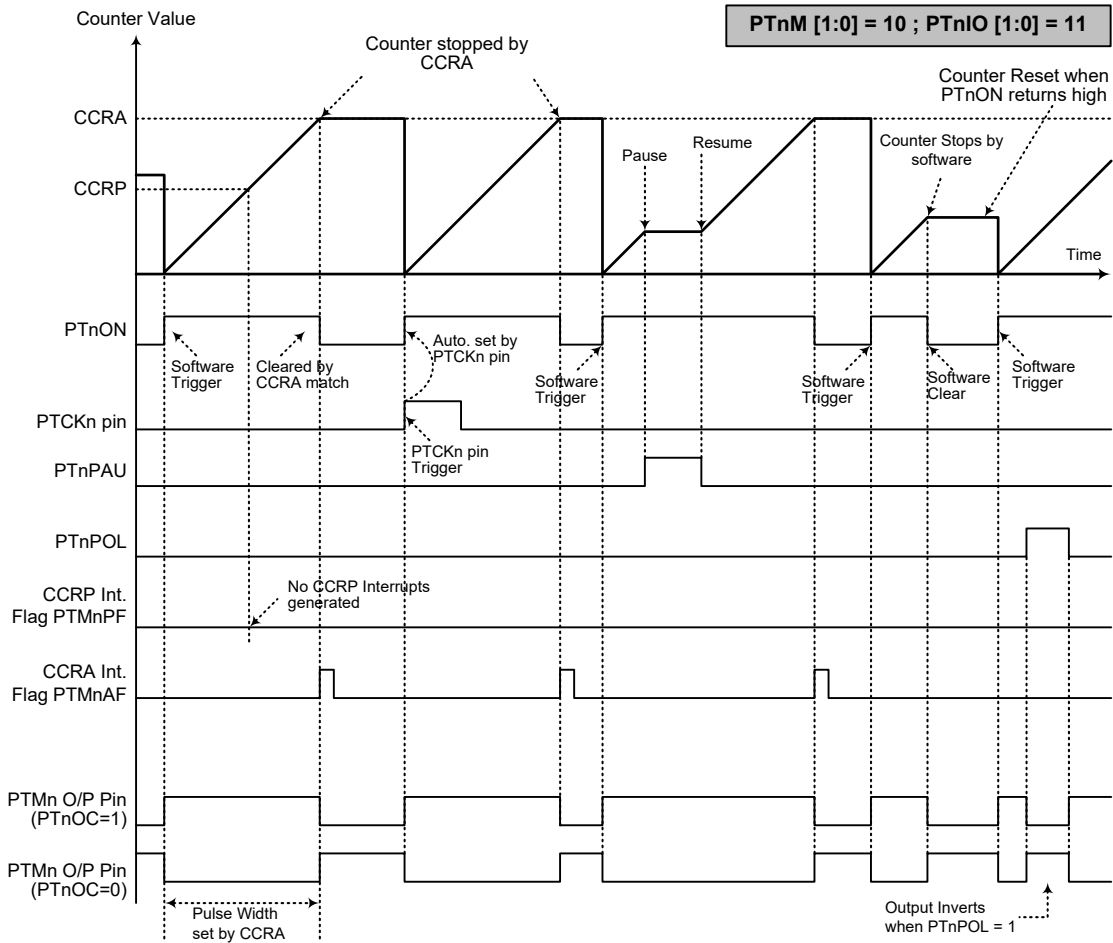 Counter Value
PTnM [1:0] = 10 ; PTnIO [1:0] = 11
Counter stopped by
CCRA
Counter Reset when
PTnON returns high
CCRA
Pause
Resume
Counter Stops by
software
CCRP
Time
PTnON
Software
Trigger
Cleared by
CCRA match
Auto. set by
PTCKn pin
Software
Trigger
Software
Trigger
Software
Clear
Software
Trigger
PTCKn pin
PTCKn pin
Trigger
PTnPAU
PTnPOL
CCRP Int.
Flag PTMnPF
No CCRP Interrupts
generated
CCRA Int.
Flag PTMnAF
PTMn O/P Pin
(PTnOC=1)
PTMn O/P Pin
(PTnOC=0)
Pulse Width
set by CCRA
Output Inverts
when PTnPOL = 1